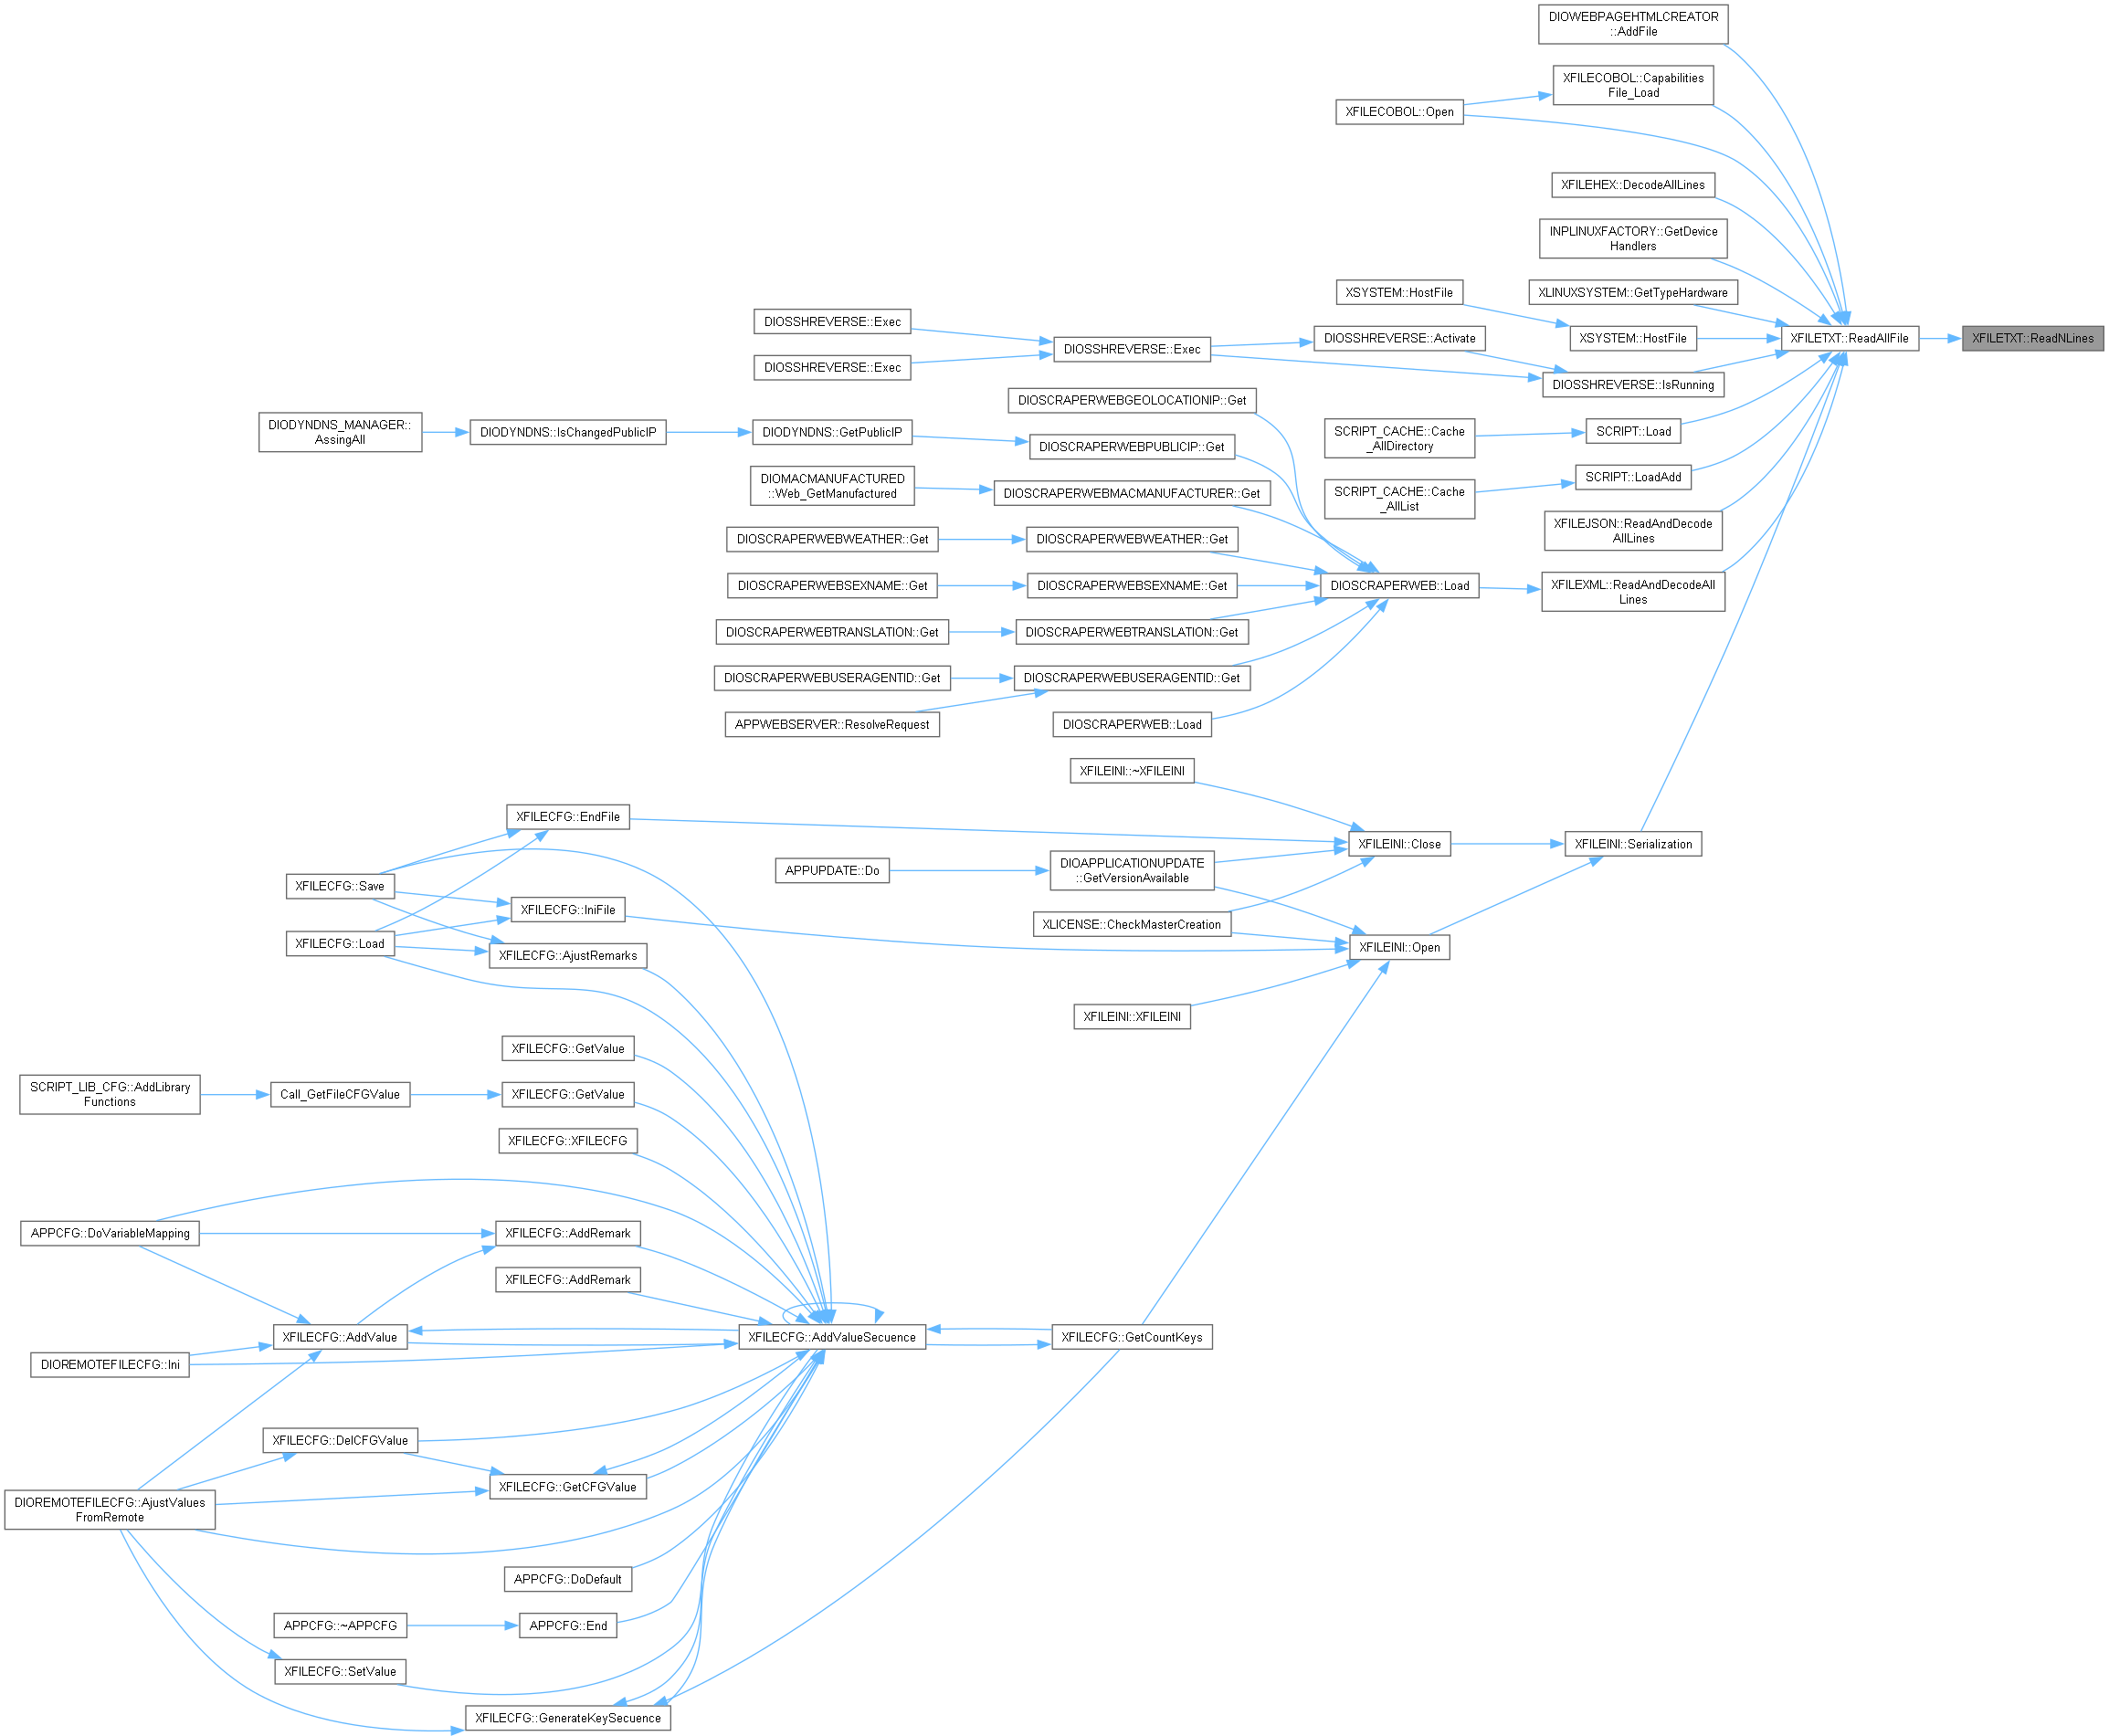 DIOWEBPAGEHTMLCREATOR
::AddFile
XFILECOBOL::Capabilities
File_Load
XFILECOBOL::Open
XFILEHEX::DecodeAllLines
INPLINUXFACTORY::GetDevice
Handlers
XSYSTEM::HostFile
XLINUXSYSTEM::GetTypeHardware
DIOSSHREVERSE::Exec
DIOSSHREVERSE::Exec
DIOSSHREVERSE::Exec
DIOSSHREVERSE::Activate
XSYSTEM::HostFile
XFILETXT::ReadAllFile
XFILETXT::ReadNLines
DIOSSHREVERSE::IsRunning
DIOSCRAPERWEBGEOLOCATIONIP::Get
DIODYNDNS_MANAGER::
AssingAll
DIODYNDNS::IsChangedPublicIP
DIODYNDNS::GetPublicIP
DIOSCRAPERWEBPUBLICIP::Get
SCRIPT_CACHE::Cache
_AllDirectory
SCRIPT::Load
DIOMACMANUFACTURED
::Web_GetManufactured
DIOSCRAPERWEBMACMANUFACTURER::Get
SCRIPT_CACHE::Cache
_AllList
SCRIPT::LoadAdd
XFILEJSON::ReadAndDecode
AllLines
DIOSCRAPERWEBWEATHER::Get
DIOSCRAPERWEBWEATHER::Get
DIOSCRAPERWEBSEXNAME::Get
DIOSCRAPERWEBSEXNAME::Get
DIOSCRAPERWEB::Load
XFILEXML::ReadAndDecodeAll
Lines
DIOSCRAPERWEBTRANSLATION::Get
DIOSCRAPERWEBTRANSLATION::Get
DIOSCRAPERWEBUSERAGENTID::Get
DIOSCRAPERWEBUSERAGENTID::Get
APPWEBSERVER::ResolveRequest
DIOSCRAPERWEB::Load
XFILEINI::~XFILEINI
XFILECFG::EndFile
XFILEINI::Close
XFILEINI::Serialization
XFILECFG::Save
APPUPDATE::Do
DIOAPPLICATIONUPDATE
::GetVersionAvailable
XFILECFG::IniFile
XLICENSE::CheckMasterCreation
XFILECFG::Load
XFILECFG::AjustRemarks
XFILEINI::Open
XFILEINI::XFILEINI
XFILECFG::GetValue
SCRIPT_LIB_CFG::AddLibrary
Functions
Call_GetFileCFGValue
XFILECFG::GetValue
XFILECFG::XFILECFG
APPCFG::DoVariableMapping
XFILECFG::AddRemark
XFILECFG::AddRemark
XFILECFG::AddValue
XFILECFG::AddValueSecuence
XFILECFG::GetCountKeys
DIOREMOTEFILECFG::Ini
XFILECFG::DelCFGValue
XFILECFG::GetCFGValue
DIOREMOTEFILECFG::AjustValues
FromRemote
APPCFG::DoDefault
APPCFG::~APPCFG
APPCFG::End
XFILECFG::SetValue
XFILECFG::GenerateKeySecuence